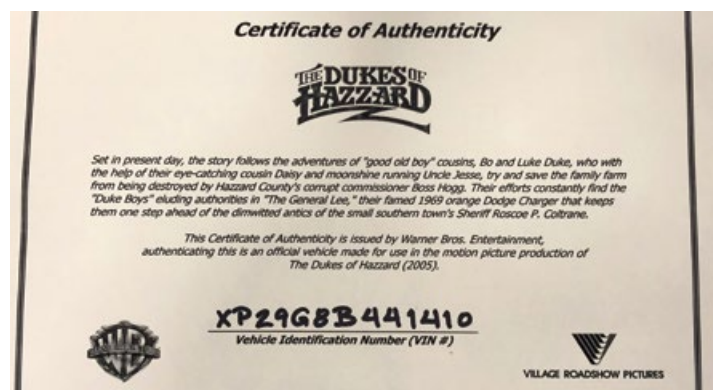 Certificate of Authenticity
THE DUKES OF
HAZZARD
Set in present day, the story follows the adventures of "good old boy" cousins, Bo and Luke Duke, who with
the help of their eye-catching cousin Daisy and moonshine running Uncle Jesse, try and save the family farm
from being destroyed by Hazzard County's corrupt commissioner Boss Hogg. Their efforts constantly find the
"Duke Boys" eluding authorities in "The General Lee," their famed 1969 orange Dodge Charger that keeps
them one step ahead of the dimwitted antics of the small southern town's Sheriff Roscoe P. Coltrane.
This Certificate of Authenticity is issued by Warner Bros. Entertainment,
authenticating this is an official vehicle made for use in the motion picture production of
The Dukes of Hazzard (2005).
XP29G8B441410
Vehicle Identification Number (VIN #)
VILLAGE ROADSHOW PICTURES